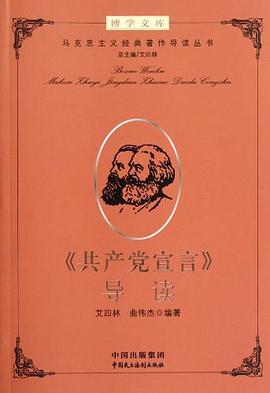 博学文库
马克思主义经典著作导读丛书
总主编/艾四林
Boxue Wenku
Makesi Zhuyi Jingdian Zhuzuo Daodu Congshu
《共产党宣言》
导 读
艾四林 曲伟杰◎编著
中国出版集团
中国民主法制出版社